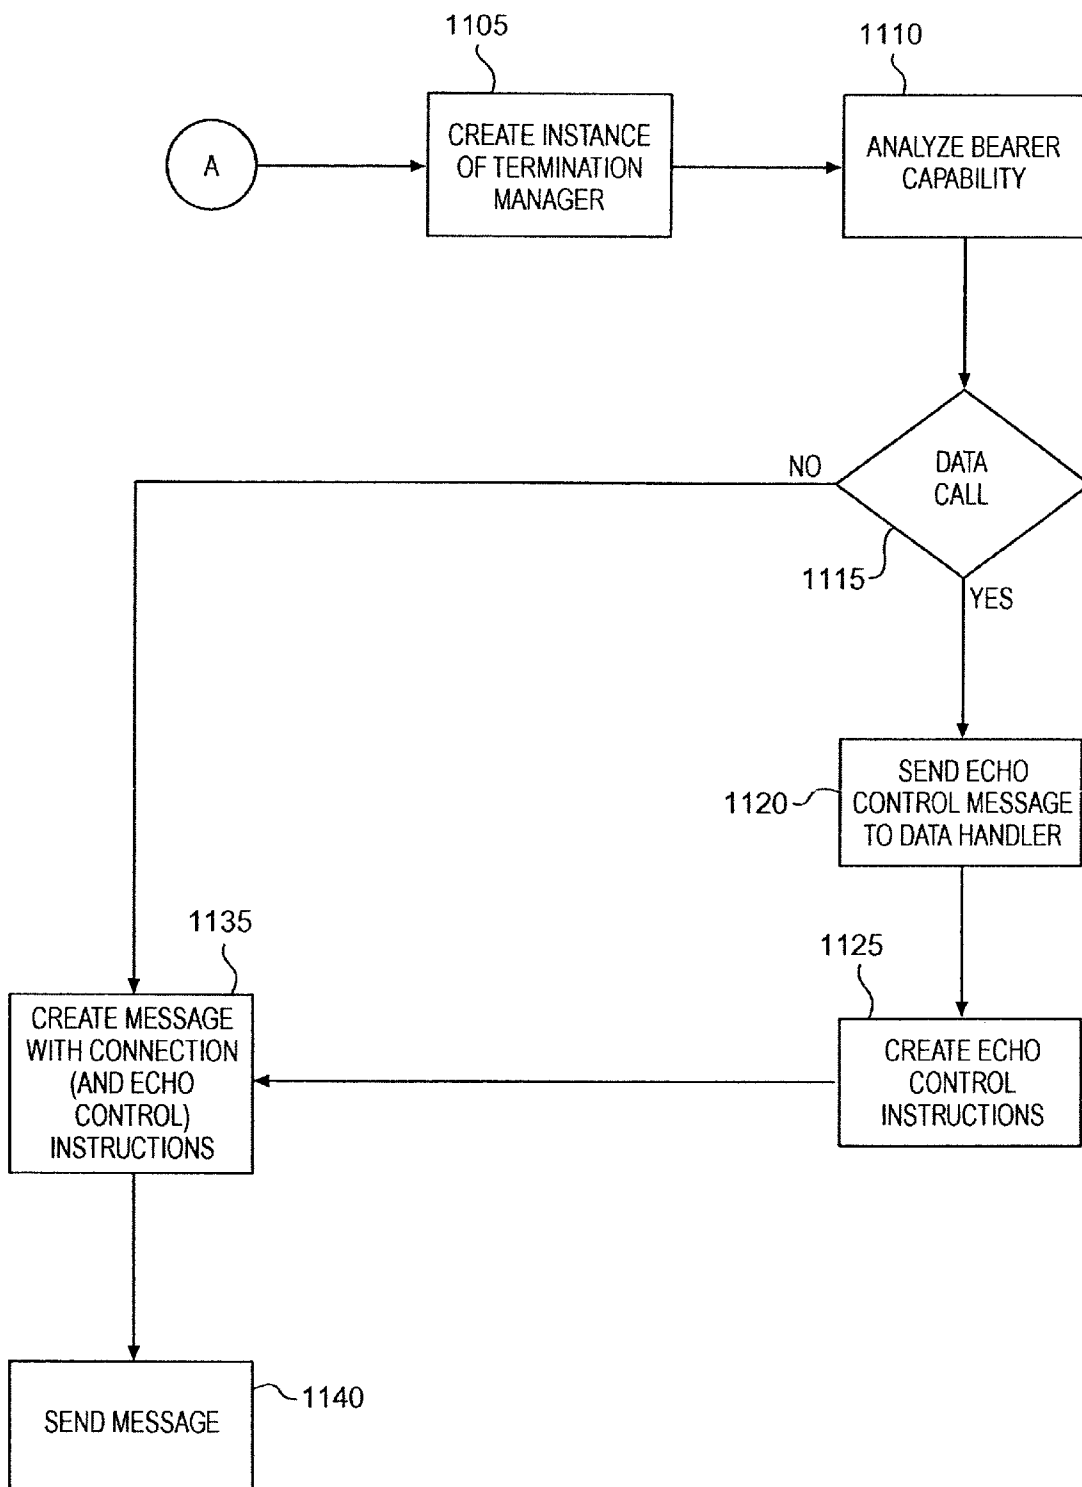 1105
1110
A
CREATE INSTANCE
OF TERMINATION
MANAGER
ANALYZE BEARER
CAPABILITY
NO
DATA
CALL
1115
YES
1120
SEND ECHO
CONTROL MESSAGE
TO DATA HANDLER
1135
1125
CREATE MESSAGE
WITH CONNECTION
(AND ECHO
CONTROL)
INSTRUCTIONS
CREATE ECHO
CONTROL
INSTRUCTIONS
1140
SEND MESSAGE